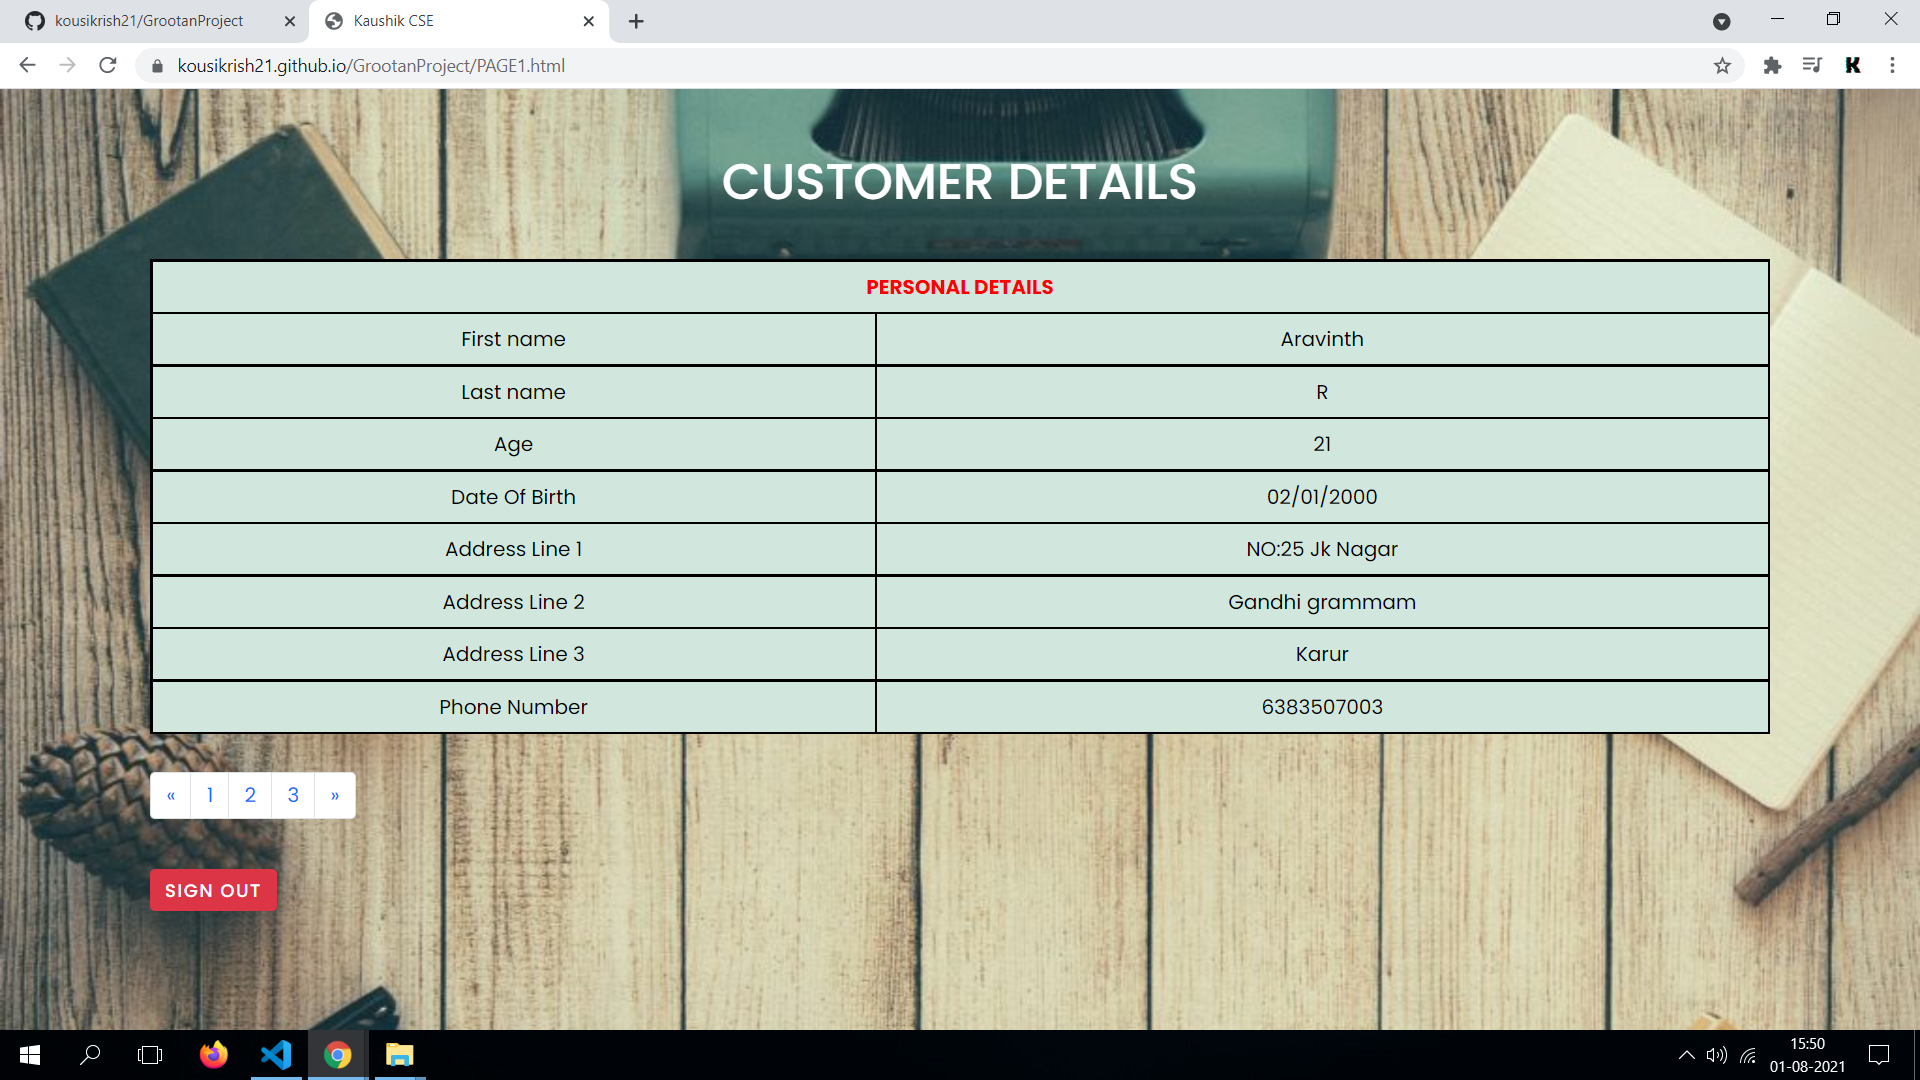 kousikrish21/GrootanProject
Kaushik CSE
kousikrish21.github.io/GrootanProject/PAGE1.html
K
CUSTOMER DETAILS
PERSONAL DETAILS
First name Aravinth
Last name R
Age 21
Date Of Birth 02/01/2000
Address Line 1 NO:25 Jk Nagar
Address Line 2 Gandhi grammam
Address Line 3 Karur
Phone Number 6383507003
« 1 2 3 »
SIGN OUT
15:50
01-08-2021